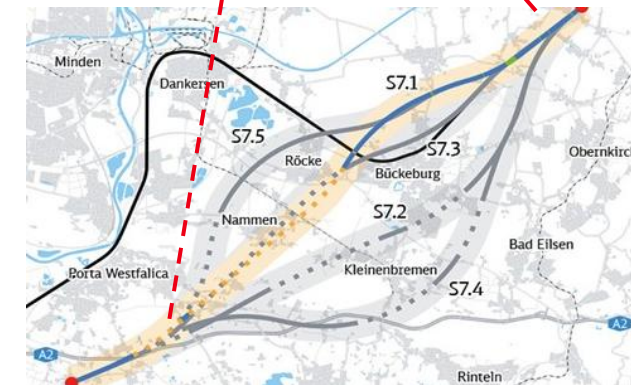 Minden
Dankersen
S7.1
S7.5
S7.3
Röcke
Bückeburg
Obernkirch
Nammen
S7.2
Bad Eilsen
Porta Westfalica
Kleinenbremen
S7.4
A2
A2
Rinteln